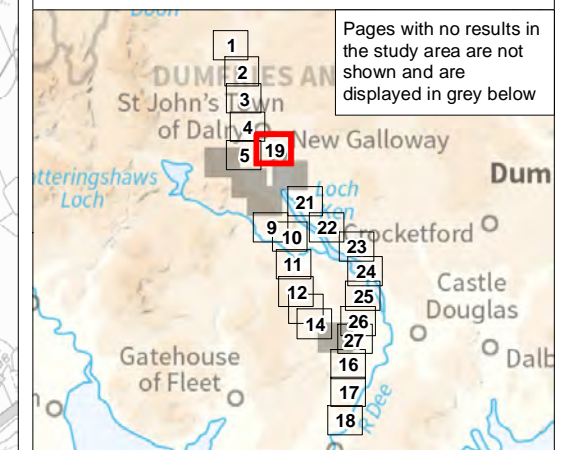 Doon
Pages with no results in
the study area are not
shown and are
displayed in grey below
1
2
DUMFRIES AN
3
St John's Town
of Dalry
4
5
19
New Galloway
atteringshaws
Loch
Dum
Loch
Ken
21
9
10
22
Crocketford
23
11
24
Castle
Douglas
12
25
14
26
27
Dalb
Gatehouse
of Fleet
16
17
18
R Dee